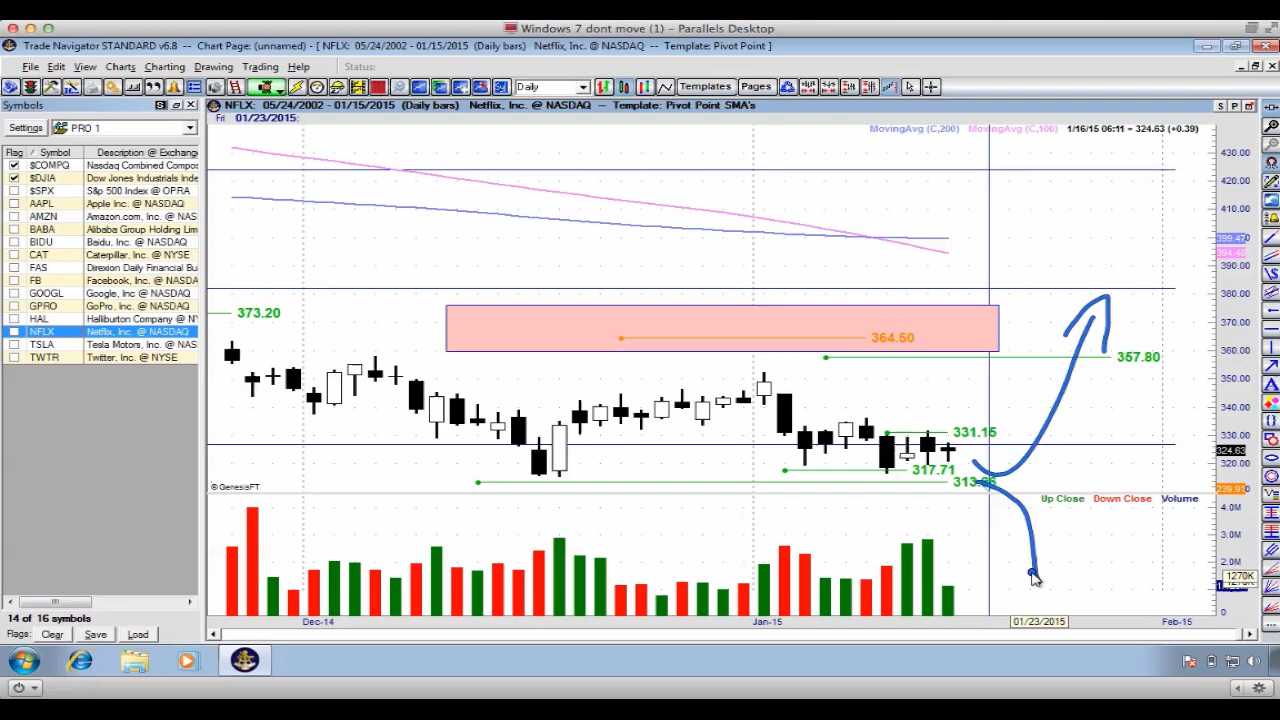 Windows 7 dont move (1) - Parallels Desktop
Trade Navigator STANDARD v6.8 -- Chart Page: (unnamed) - [ NFLX: 05/24/2002 - 01/15/2015 (Daily bars) Netflix, Inc. @ NASDAQ -- Template: Pivot Point ]
File Edit View Charts Charting Drawing Trading Help Status:
Daily Templates Pages
Symbols
NFLX: 05/24/2002 - 01/15/2015 (Daily bars) Netflix, Inc. @ NASDAQ -- Template: Pivot Point SMA's
S P
Fri 01/23/2015:
Settings PRO 1
MovingAvg (C,200) MovingAvg (C,100) 1/16/15 06:11 = 324.63 (+0.39)
Flag / Symbol Description @ Exchange
$COMPQ Nasdaq Combined Compos
$DJIA Dow Jones Industrials Inde
$SPX S&P 500 Index @ OPRA
AAPL Apple Inc. @ NASDAQ
AMZN Amazon.com, Inc. @ NAS
BABA Alibaba Group Holding Limi
BIDU Baidu, Inc. @ NASDAQ
CAT Caterpillar, Inc. @ NYSE
FAS Direxion Daily Financial Bu
FB Facebook, Inc. @ NASDAQ
GOOGL Google, Inc @ NASDAQ
GPRO GoPro, Inc. @ NASDAQ
HAL Halliburton Company @ NY
NFLX Netflix, Inc. @ NASDAQ
TSLA Tesla Motors, Inc. @ NASD
TWTR Twitter, Inc. @ NYSE
430.00
420.00
410.00
399.47
394.48
390.00
380.00
373.20
370.00
364.50
360.00
357.80
350.00
340.00
331.15
330.00
324.63
320.00
317.71
239.91
© GenesisFT
Up Close Down Close Volume
4.0M
3.0M
2.0M
1270K
0
Dec-14 Jan-15 01/23/2015 Feb-15
14 of 16 symbols
Flags: Clear Save Load